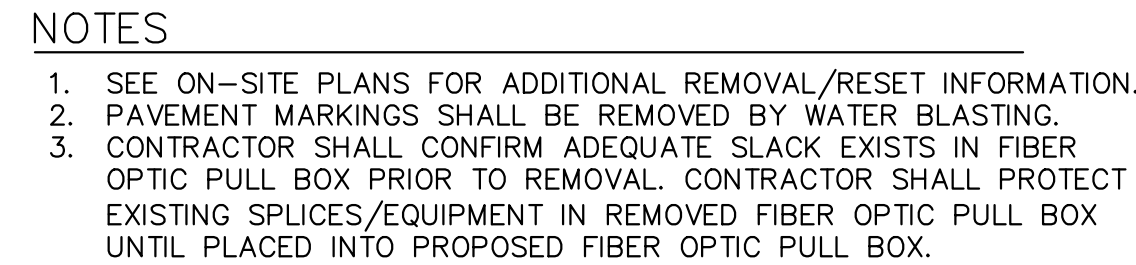 NOTES
1. SEE ON-SITE PLANS FOR ADDITIONAL REMOVAL/RESET INFORMATION.
2. PAVEMENT MARKINGS SHALL BE REMOVED BY WATER BLASTING.
3. CONTRACTOR SHALL CONFIRM ADEQUATE SLACK EXISTS IN FIBER
OPTIC PULL BOX PRIOR TO REMOVAL. CONTRACTOR SHALL PROTECT
EXISTING SPLICES/EQUIPMENT IN REMOVED FIBER OPTIC PULL BOX
UNTIL PLACED INTO PROPOSED FIBER OPTIC PULL BOX.